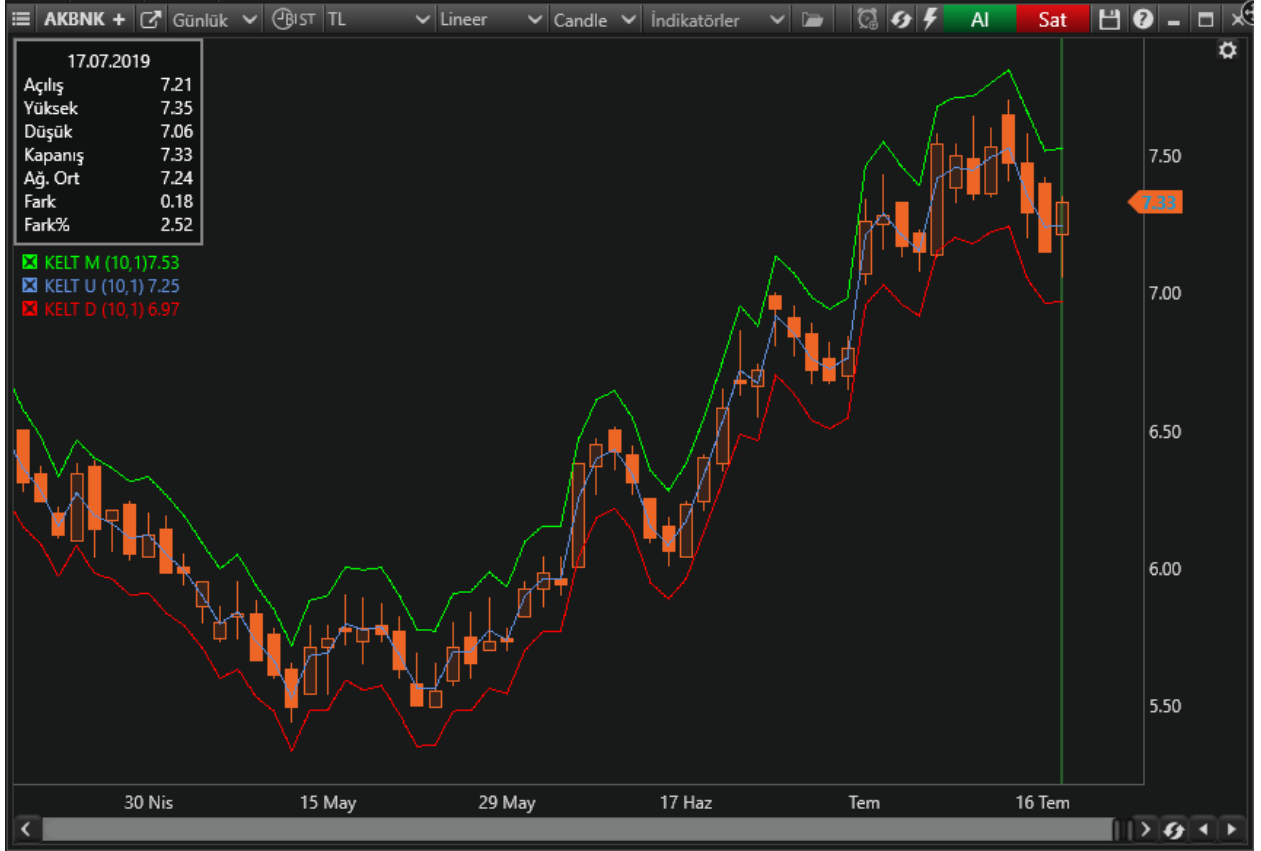 AKBNK + Günlük BIST TL Lineer Candle İndikatörler Al Sat
17.07.2019
Açılış 7.21
Yüksek 7.35
Düşük 7.06
Kapanış 7.33
Ağ. Ort 7.24
Fark 0.18
Fark% 2.52
KELT M (10,1)7.53
KELT U (10,1) 7.25
KELT D (10,1) 6.97
7.50
7.33
7.00
6.50
6.00
5.50
30 Nis 15 May 29 May 17 Haz Tem 16 Tem